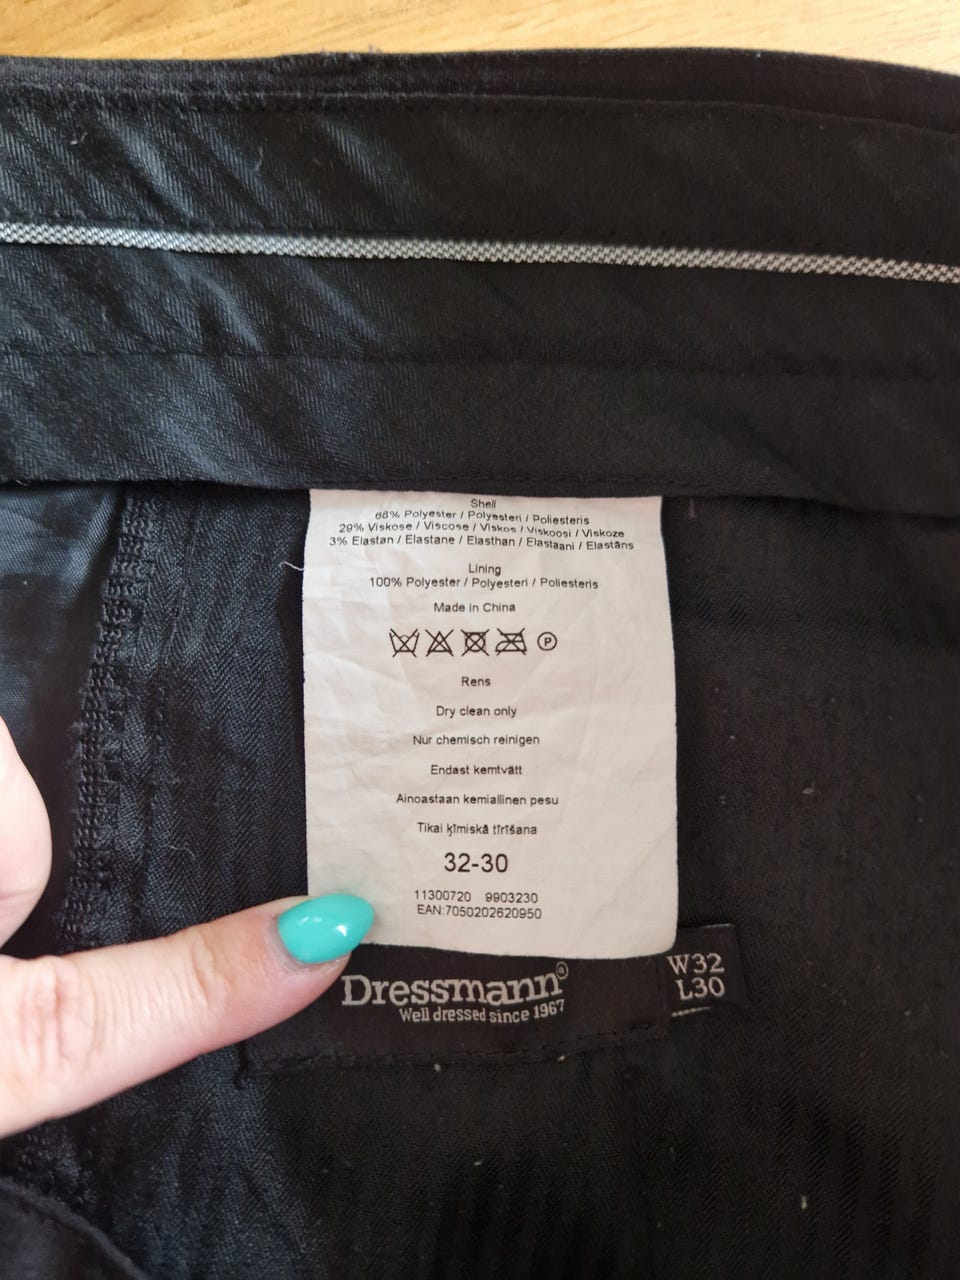 Shell
68% Polyester / Polyesteri / Poliesteris
29% Viskose / Viscose / Viskos / Viskoosi / Viskoze
3% Elastan / Elastane / Elasthan / Elastaani / Elastāns
Lining
100% Polyester / Polyesteri / Poliesteris
Made in China
P
Rens
Dry clean only
Nur chemisch reinigen
Endast kemtvätt
Ainoastaan kemiallinen pesu
Tikai ķīmiskā tīrīšana
32-30
11300720 9903230
EAN:7050202620950
Dressmann®
Well dressed since 1967
W32
L30